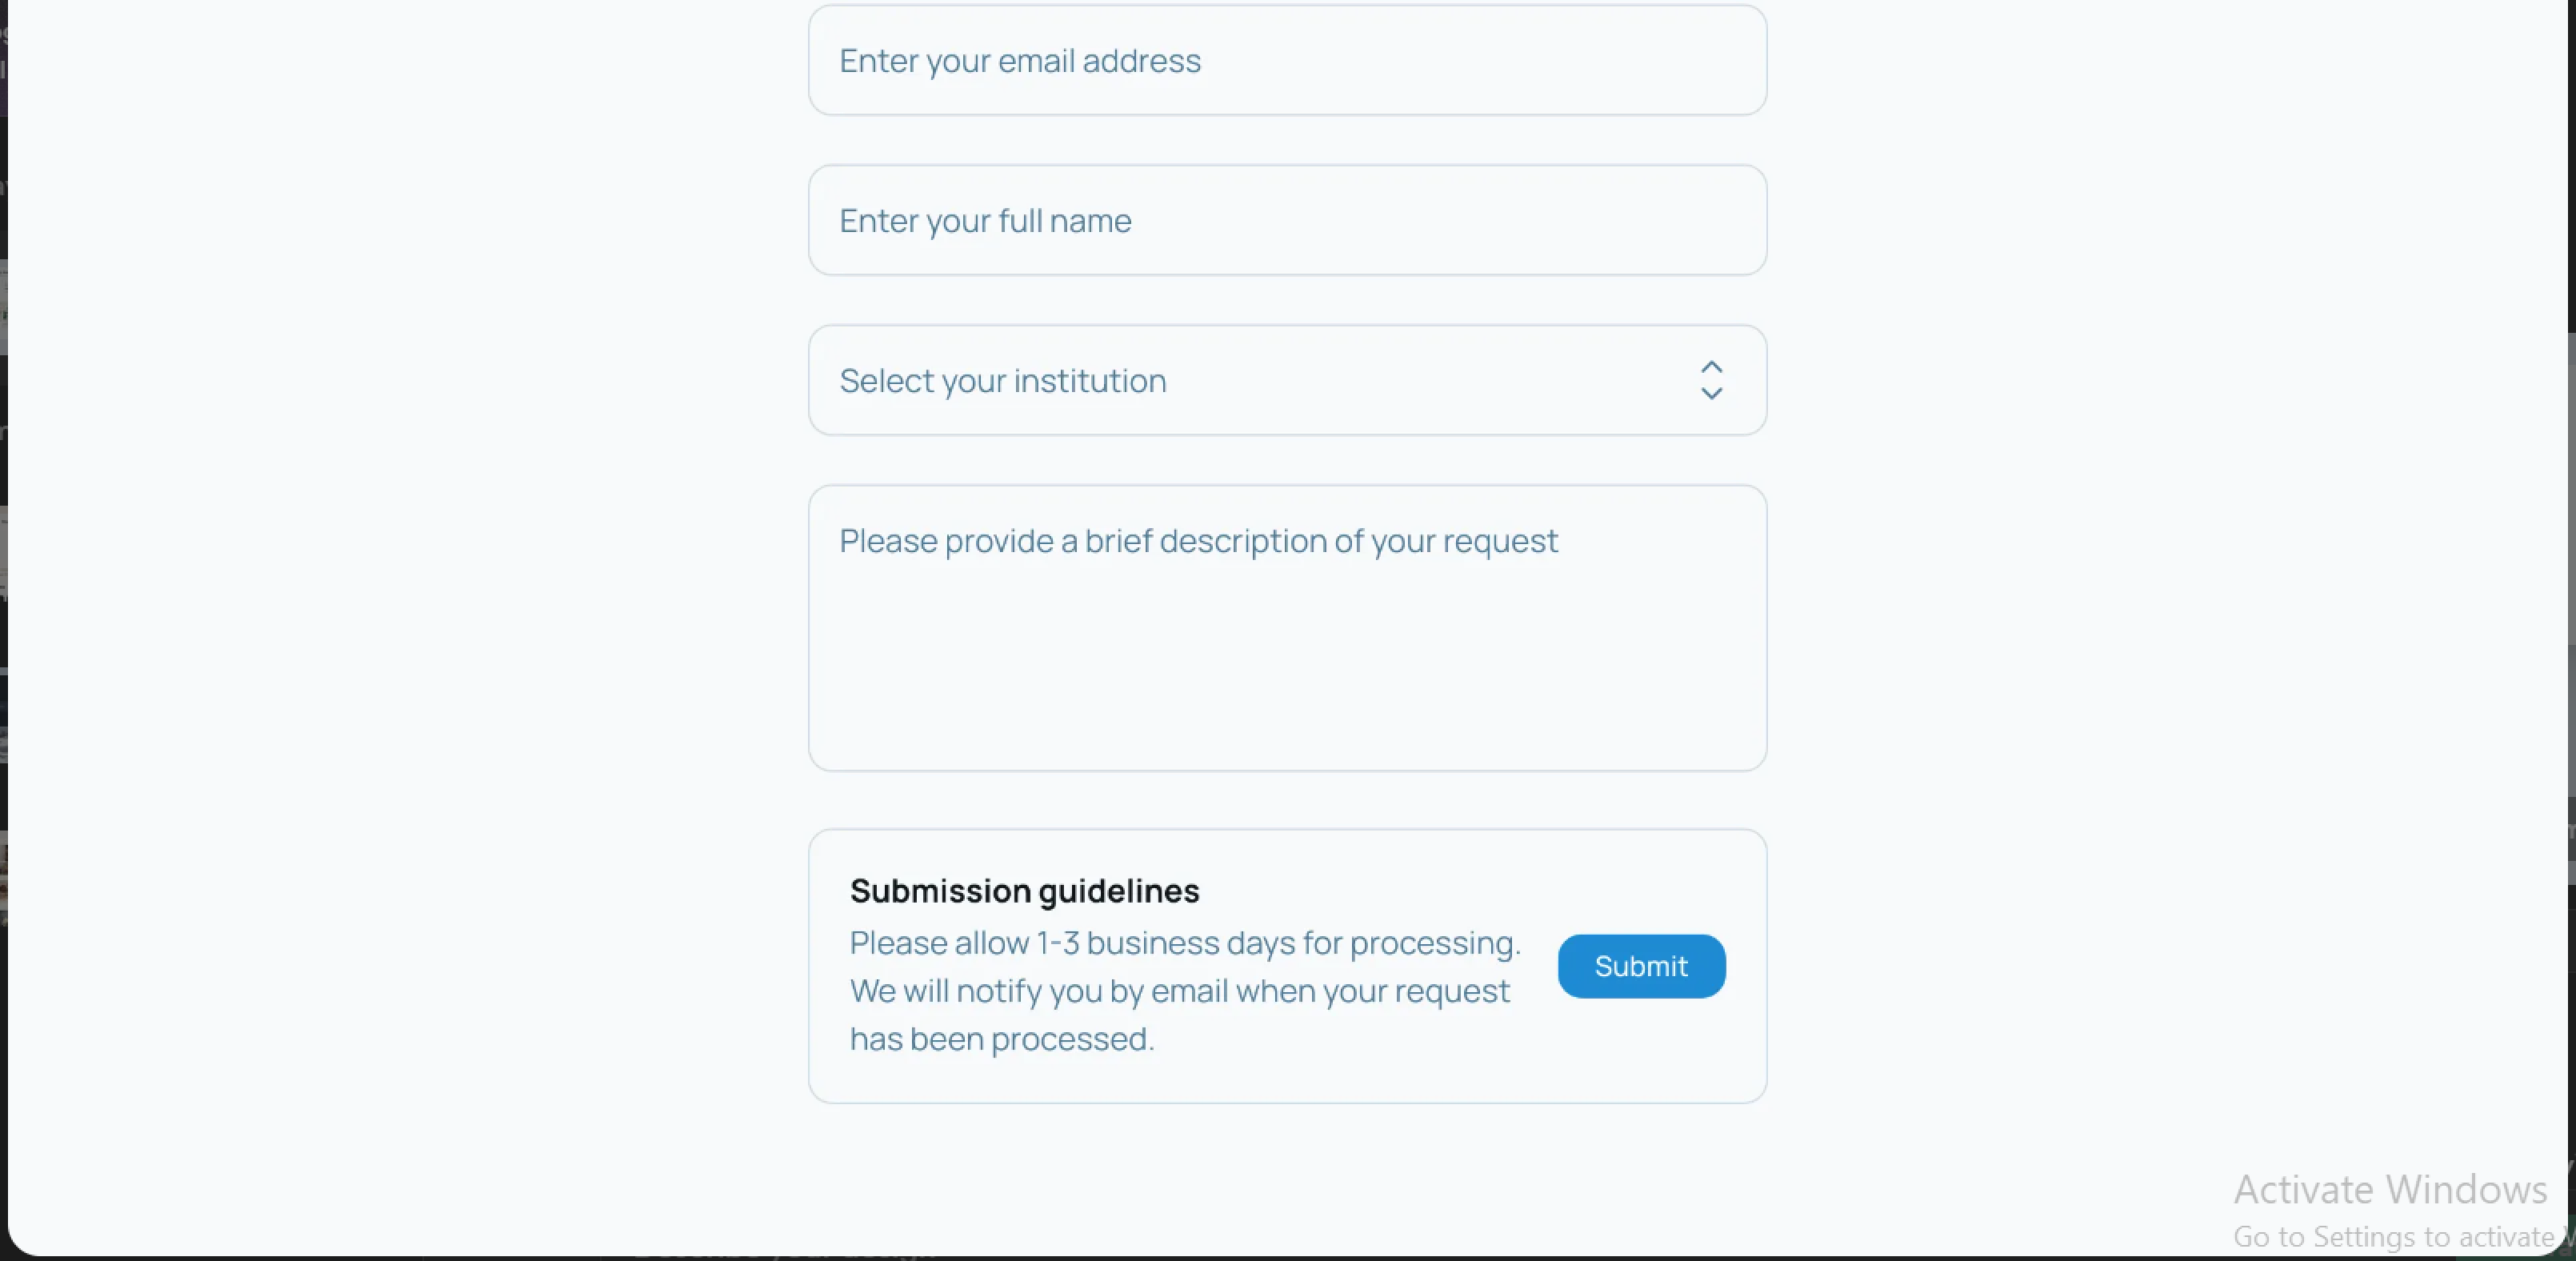 Enter your email address
Enter your full name
Select your institution
Please provide a brief description of your request
Submission guidelines
Please allow 1-3 business days for processing.
We will notify you by email when your request
has been processed.
Submit
Activate Windows
Go to Settings to activate